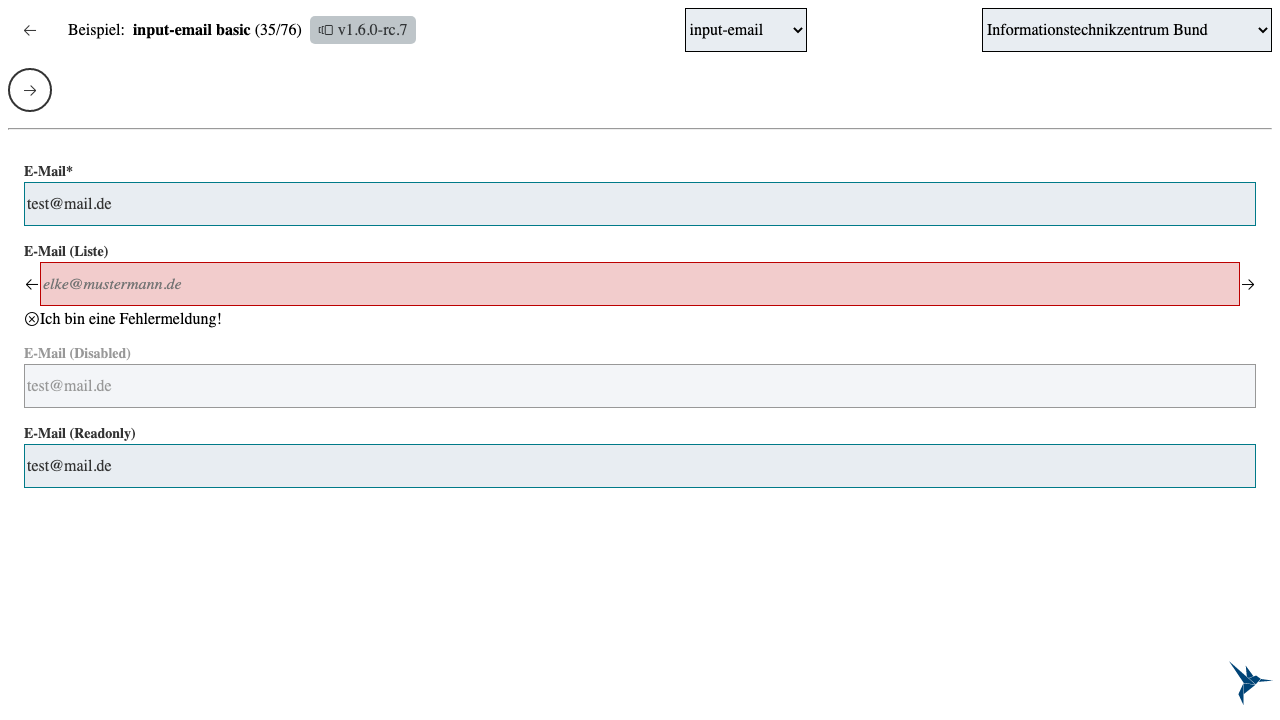 Beispiel: input-email basic (35/76) v1.6.0-rc.7 input-email Informationstechnikzentrum Bund
E-Mail*
test@mail.de
E-Mail (Liste)
elke@mustermann.de
Ich bin eine Fehlermeldung!
E-Mail (Disabled)
test@mail.de
E-Mail (Readonly)
test@mail.de